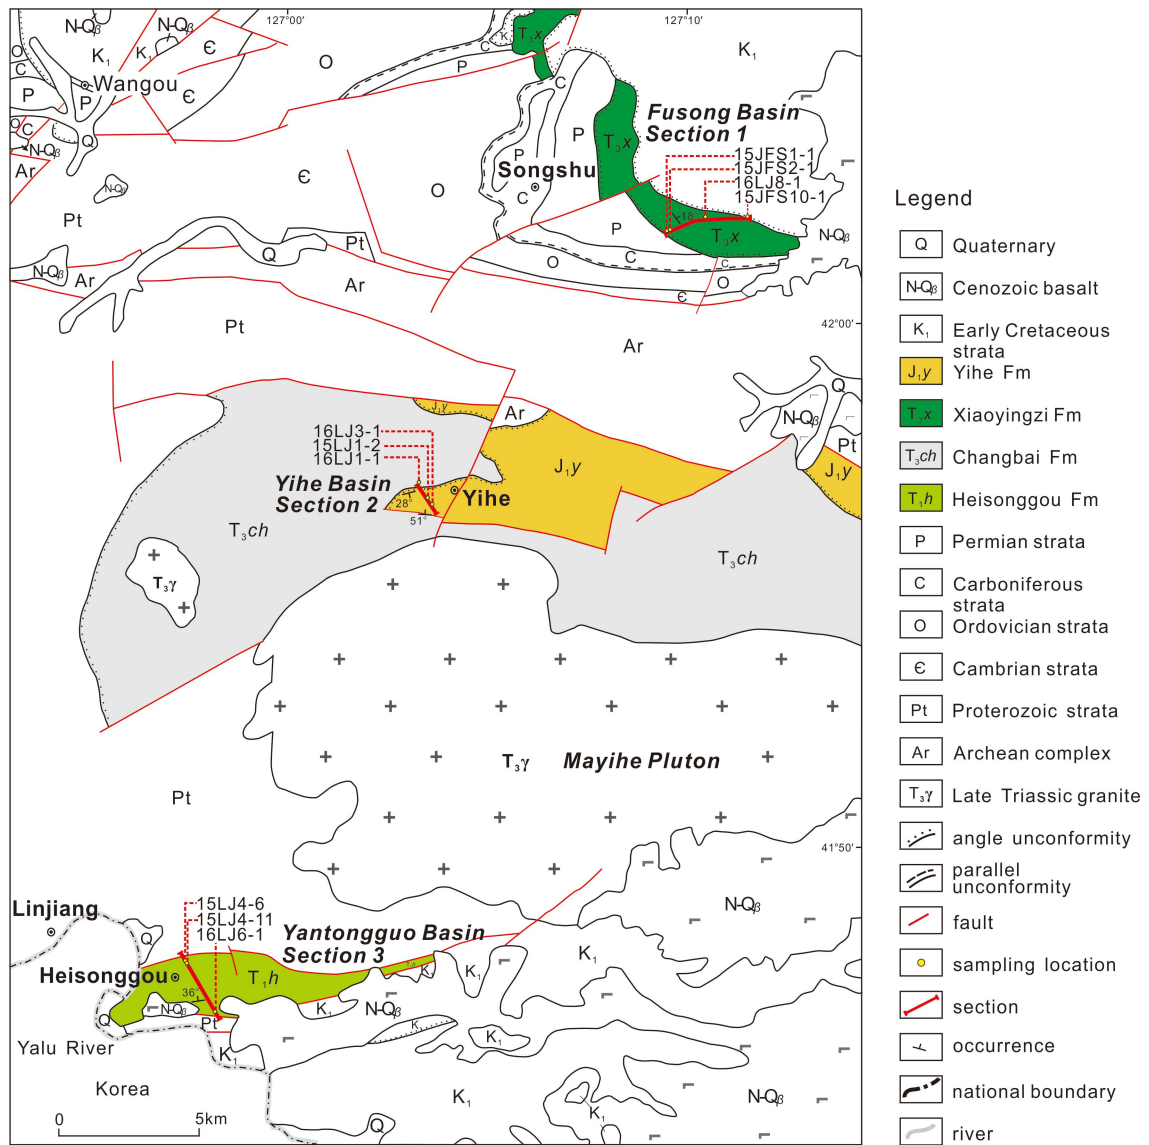 127°00′
127°10′
N-Qβ
N-Qβ
K1
K1
Є
O
C
P
Wangou
P
Є
O
C
K
T3x
C
P
K1
O
C
Q
N-Qβ
Ar
N-Qβ
Pt
Є
O
C
P
P
C
Songshu
T3x
Fusong Basin
Section 1
15JFS1-1
15JFS2-1
16LJ8-1
15JFS10-1
18°
T3x
P
O
C
C
O
Є
N-Qβ
N-Qβ
Ar
Q
Pt
Ar
Pt
42°00′
Ar
Q
N-Qβ
Pt
J1y
J1y
Ar
J1y
16LJ3-1
15LJ1-2
16LJ1-1
Yihe Basin
Section 2
28°
51°
Yihe
T3ch
T3ch
T3γ
T3γ
Mayihe Pluton
Pt
41°50′
Linjiang
Q
15LJ4-6
15LJ4-11
16LJ6-1
Yantongguo Basin
Section 3
Heisonggou
T1h
36°
N-Qβ
Q
Pt
K1
K1
K
K1
K1
N-Qβ
N-Qβ
K1
K1
Yalu River
Korea
K1
K1
N-Qβ
Q
0
5km
Legend
Q Quaternary
N-Qβ Cenozoic basalt
K1 Early Cretaceous
strata
J1y Yihe Fm
T3x Xiaoyingzi Fm
T3ch Changbai Fm
T1h Heisonggou Fm
P Permian strata
C Carboniferous
strata
O Ordovician strata
Є Cambrian strata
Pt Proterozoic strata
Ar Archean complex
T3γ Late Triassic granite
angle unconformity
parallel
unconformity
fault
sampling location
section
occurrence
national boundary
river